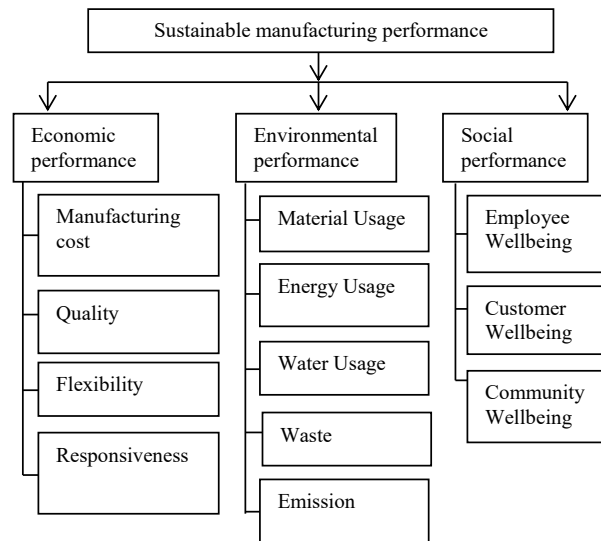 Sustainable manufacturing performance
Economic
performance
Manufacturing
cost
Quality
Flexibility
Responsiveness
Environmental
performance
Material Usage
Energy Usage
Water Usage
Waste
Emission
Social
performance
Employee
Wellbeing
Customer
Wellbeing
Community
Wellbeing